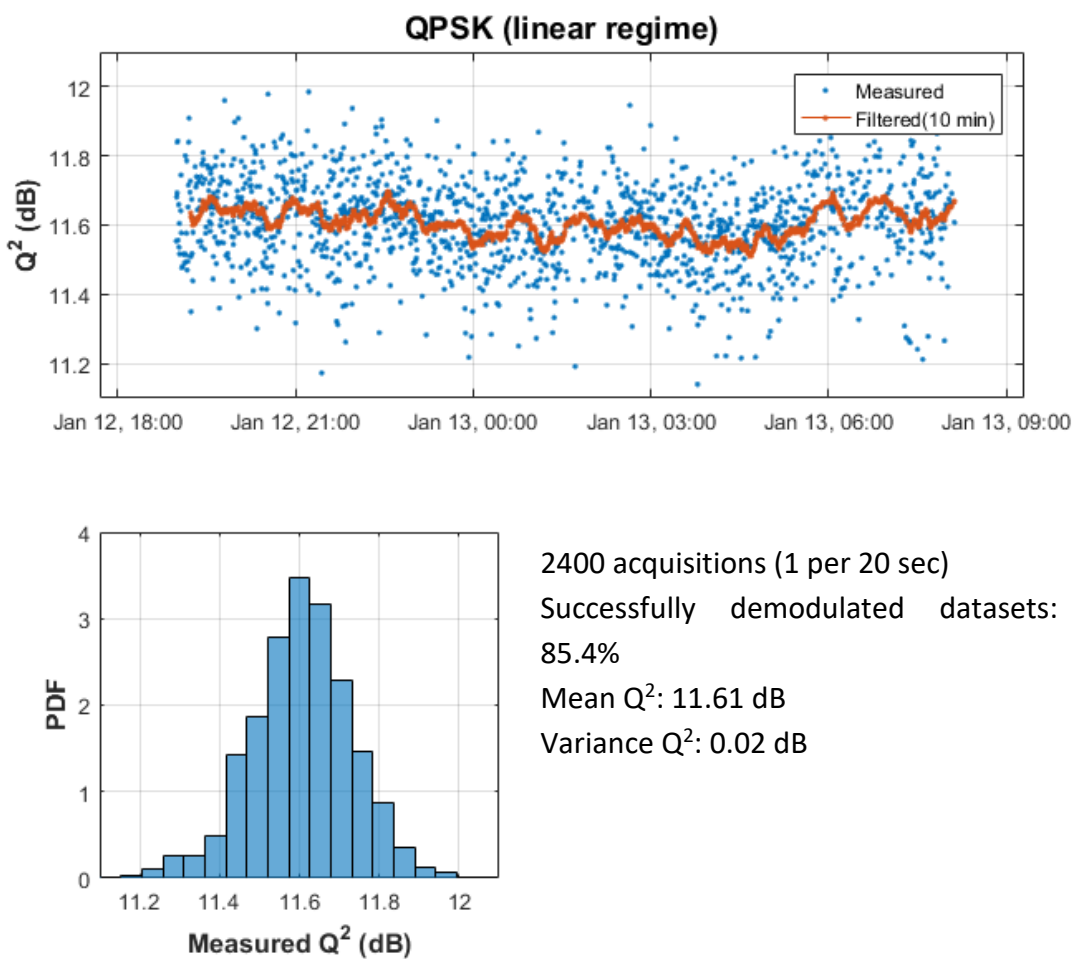 QPSK (linear regime)
Q² (dB)
12
11.8
11.6
11.4
11.2
Measured
Filtered(10 min)
Jan 12, 18:00 Jan 12, 21:00 Jan 13, 00:00 Jan 13, 03:00 Jan 13, 06:00 Jan 13, 09:00
PDF
4
3
2
1
0
11.2 11.4 11.6 11.8 12
Measured Q² (dB)
2400 acquisitions (1 per 20 sec)
Successfully demodulated datasets:
85.4%
Mean Q²: 11.61 dB
Variance Q²: 0.02 dB